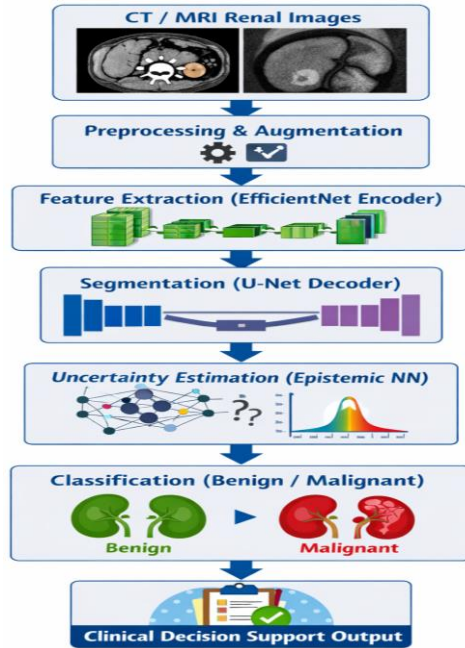 CT / MRI Renal Images
Preprocessing & Augmentation
Feature Extraction (EfficientNet Encoder)
Segmentation (U-Net Decoder)
Uncertainty Estimation (Epistemic NN)
??
Classification (Benign / Malignant)
Benign
Malignant
Clinical Decision Support Output